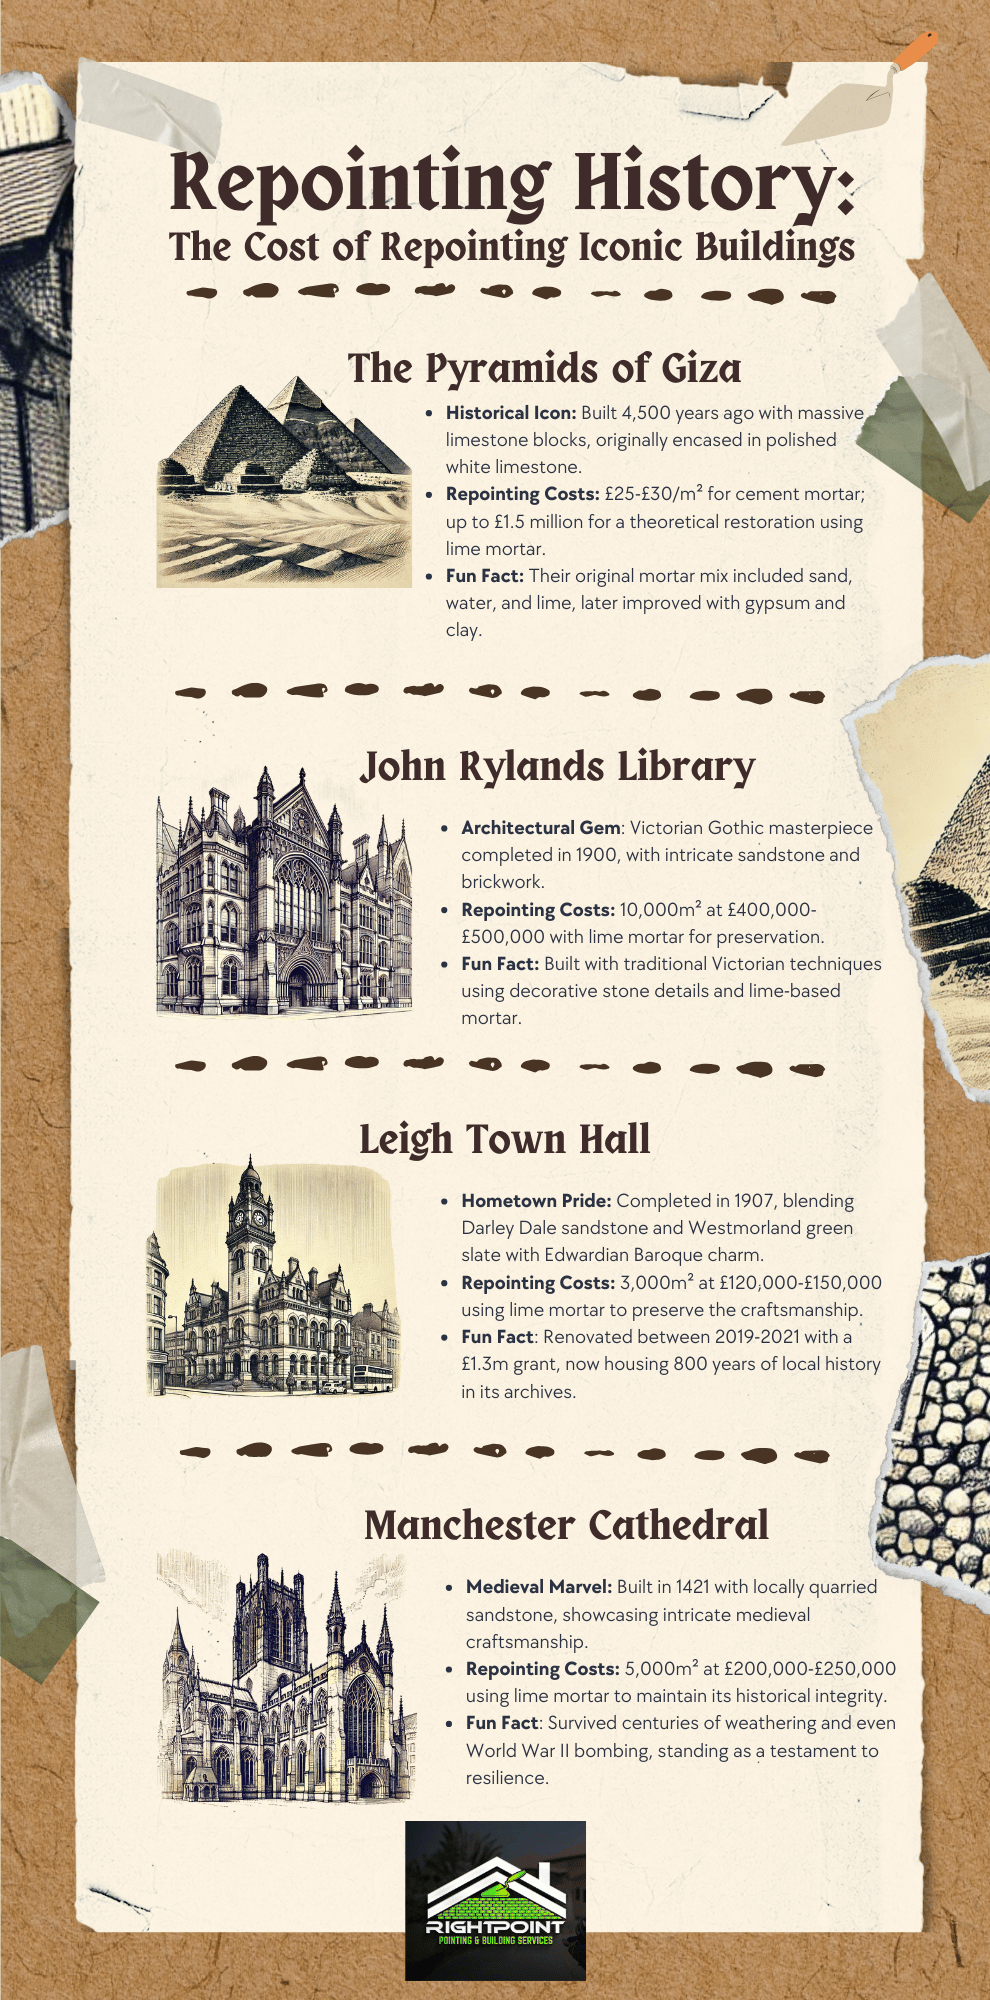 Repointing History:
The Cost of Repointing Iconic Buildings
The Pyramids of Giza
• Historical Icon: Built 4,500 years ago with massive
limestone blocks, originally encased in polished
white limestone.
• Repointing Costs: £25-£30/m² for cement mortar;
up to £1.5 million for a theoretical restoration using
lime mortar.
• Fun Fact: Their original mortar mix included sand,
water, and lime, later improved with gypsum and
clay.
John Rylands Library
• Architectural Gem: Victorian Gothic masterpiece
completed in 1900, with intricate sandstone and
brickwork.
• Repointing Costs: 10,000m² at £400,000-
£500,000 with lime mortar for preservation.
• Fun Fact: Built with traditional Victorian techniques
using decorative stone details and lime-based
mortar.
Leigh Town Hall
• Hometown Pride: Completed in 1907, blending
Darley Dale sandstone and Westmorland green
slate with Edwardian Baroque charm.
• Repointing Costs: 3,000m² at £120,000-£150,000
using lime mortar to preserve the craftsmanship.
• Fun Fact: Renovated between 2019-2021 with a
£1.3m grant, now housing 800 years of local history
in its archives.
Manchester Cathedral
• Medieval Marvel: Built in 1421 with locally quarried
sandstone, showcasing intricate medieval
craftsmanship.
• Repointing Costs: 5,000m² at £200,000-£250,000
using lime mortar to maintain its historical integrity.
• Fun Fact: Survived centuries of weathering and even
World War II bombing, standing as a testament to
resilience.
RIGHTPOINT
POINTING & BUILDING SERVICES